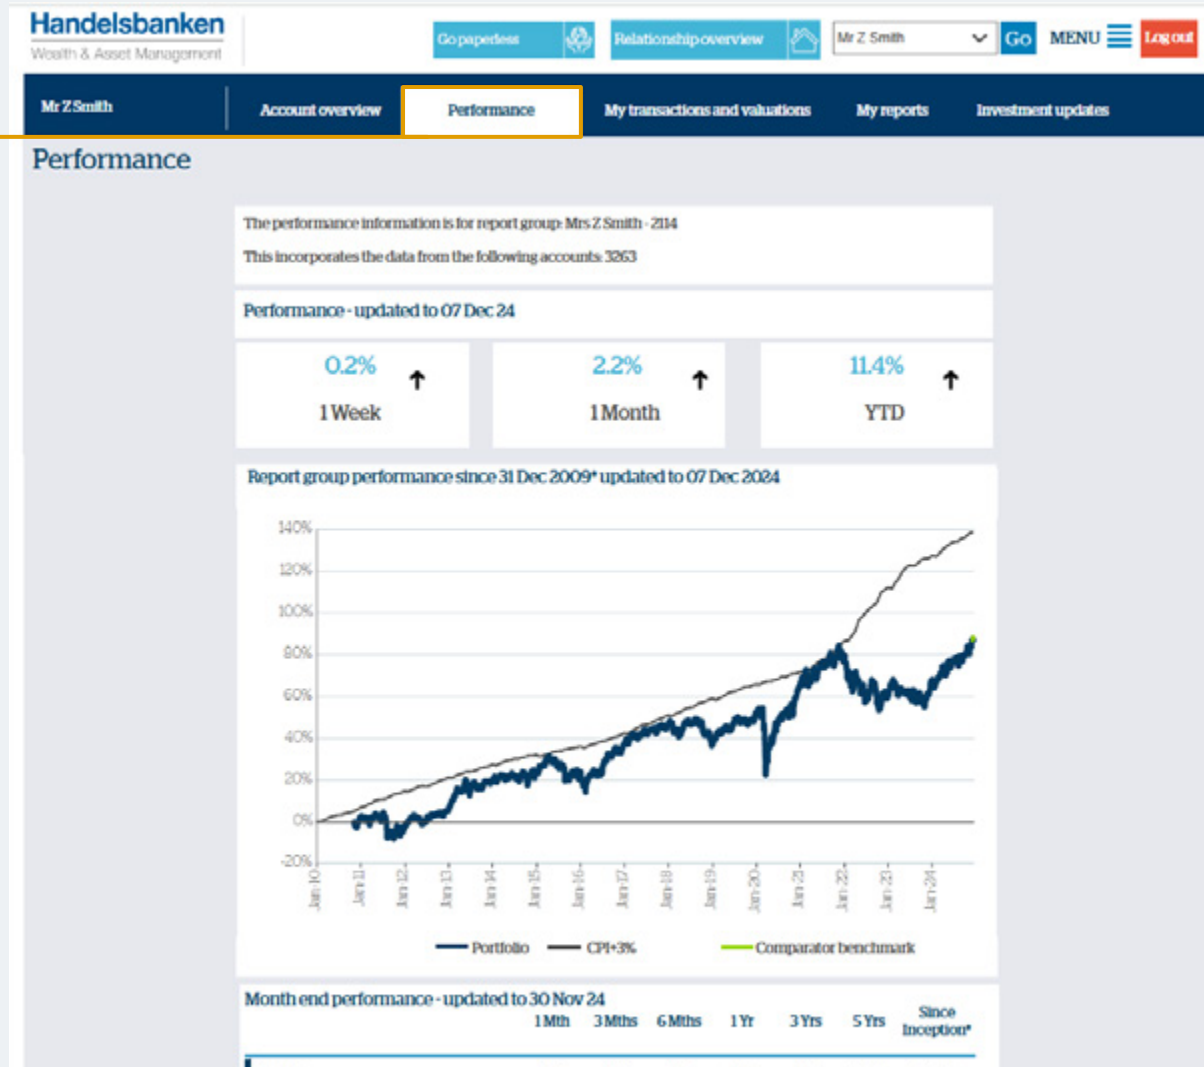 Handelsbanken
Wealth & Asset Management
Go paperless
Relationship overview
Mr Z Smith
Go
MENU
Log out
Mr Z Smith
Account overview
Performance
My transactions and valuations
My reports
Investment updates
Performance
The performance information is for report group: Mrs Z Smith - 2114
This incorporates the data from the following accounts: 3263
Performance - updated to 07 Dec 24
0.2%
1 Week
2.2%
1 Month
11.4%
YTD
Report group performance since 31 Dec 2009* updated to 07 Dec 2024
140%
120%
100%
80%
60%
40%
20%
0%
-20%
Jan-10
Jan-11
Jan-12
Jan-13
Jan-14
Jan-15
Jan-16
Jan-17
Jan-18
Jan-19
Jan-20
Jan-21
Jan-22
Jan-23
Jan-24
Portfolio
CPI+3%
Comparator benchmark
Month end performance - updated to 30 Nov 24
1 Mth 3 Mths 6 Mths 1 Yr 3 Yrs 5 Yrs Since
Inception*